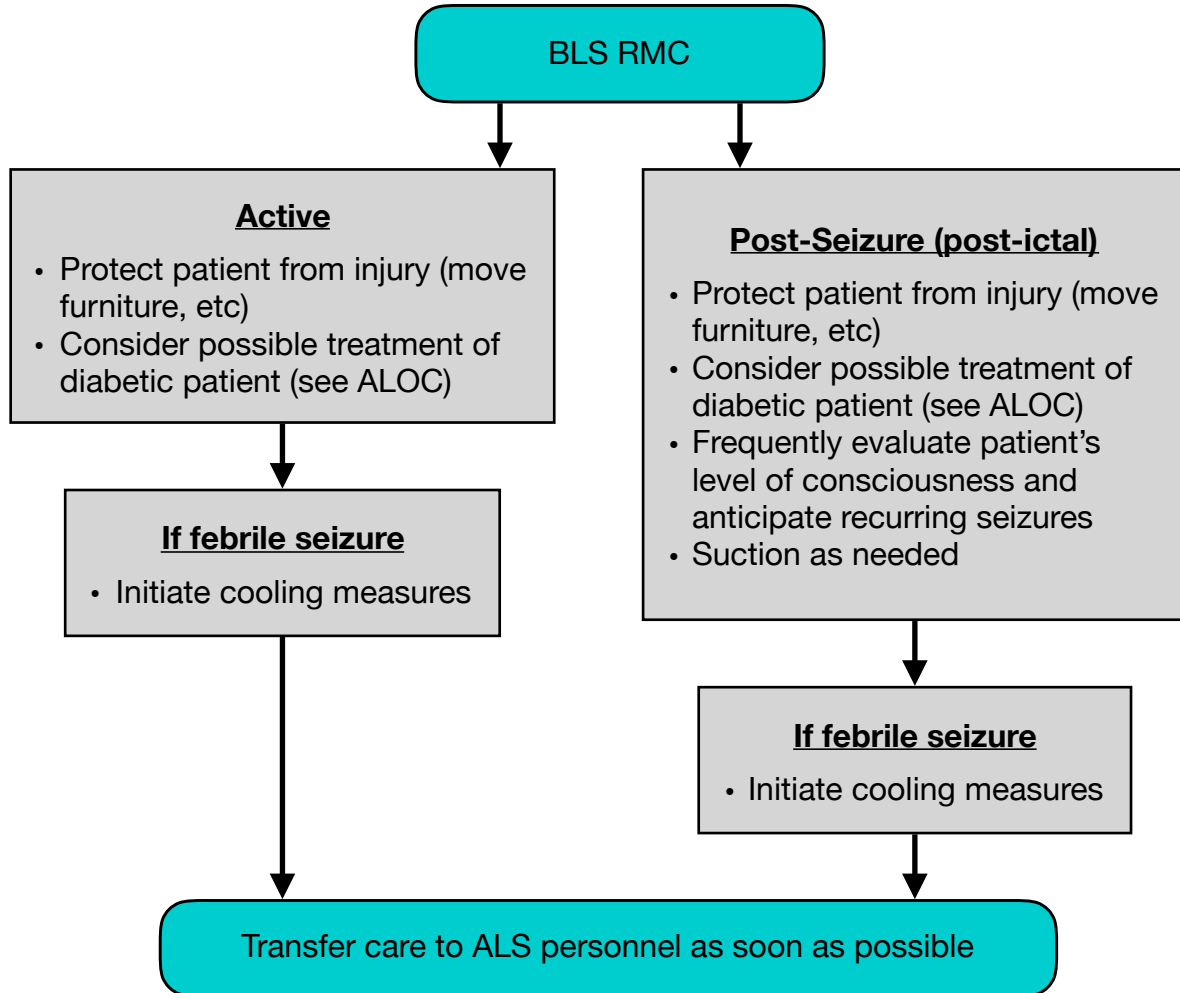 BLS RMC
Active
• Protect patient from injury (move
furniture, etc)
• Consider possible treatment of
diabetic patient (see ALOC)
If febrile seizure
• Initiate cooling measures
Post-Seizure (post-ictal)
• Protect patient from injury (move
furniture, etc)
• Consider possible treatment of
diabetic patient (see ALOC)
• Frequently evaluate patient’s
level of consciousness and
anticipate recurring seizures
• Suction as needed
If febrile seizure
• Initiate cooling measures
Transfer care to ALS personnel as soon as possible